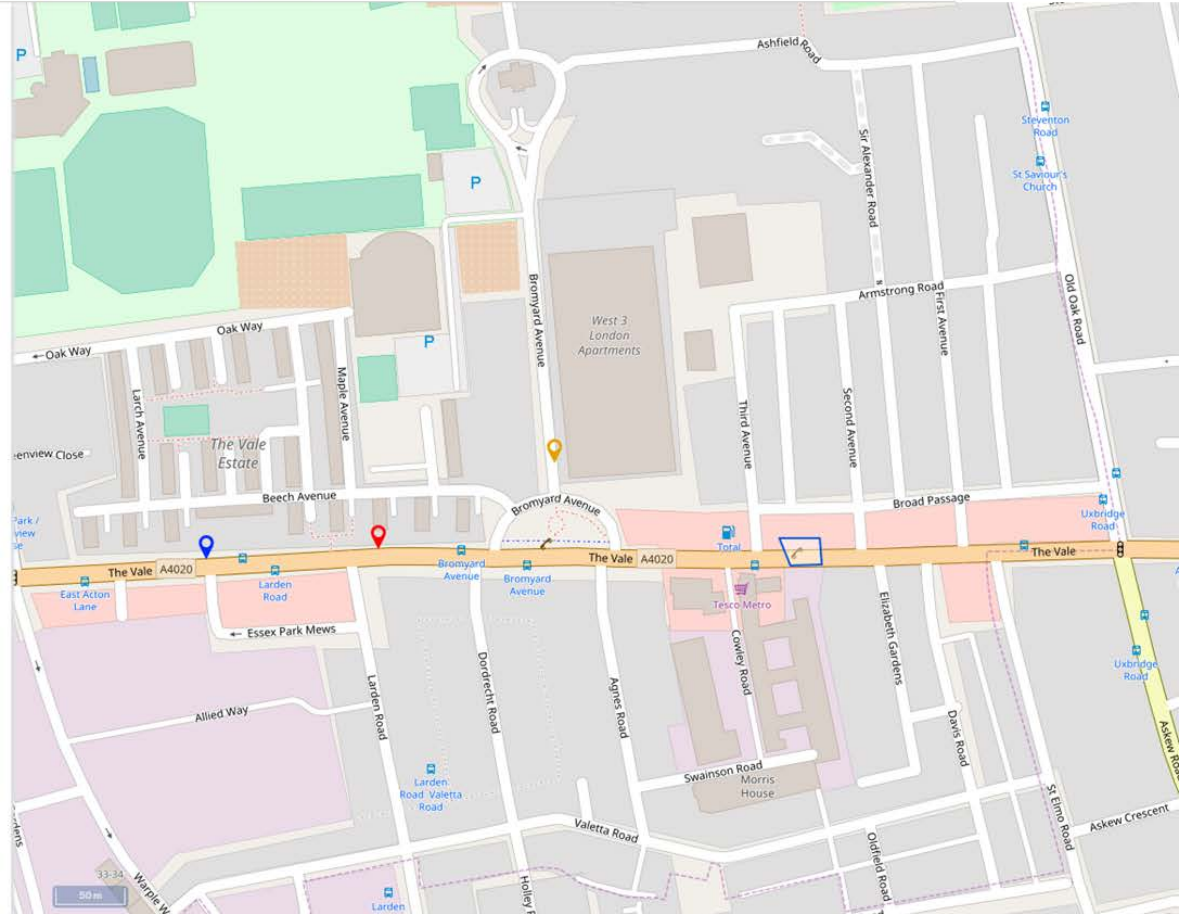 P
Ashfield Road
Steventon
Road
St Saviour's
Church
Sir Alexander Road
P
Bromyard Avenue
Old Oak Road
Armstrong Road
First Avenue
West 3
London
Apartments
Oak Way
←Oak Way
P
Maple Avenue
Larch Avenue
Third Avenue
Second Avenue
The Vale
Estate
eenview Close
Beech Avenue
Bromyard Avenue
Broad Passage
Uxbridge
Road
Park /
view
se
Total
The Vale
A4020
The Vale
A4020
The Vale
Bromyard
Avenue
Bromyard
Avenue
Larden
Road
East Acton
Lane
Tesco Metro
Essex Park Mews
Elizabeth Gardens
Cowley Road
Uxbridge
Road
Larden Road
Dordrecht Road
Agnes Road
Allied Way
Davis Road
Askew Roa
Swainson Road
Morris
House
Larden
Road Valetta
Road
St Elmo Road
Askew Crescent
Valetta Road
Oldfield Road
rdens
33-34
Warple W
50 m
Holley R
Larden